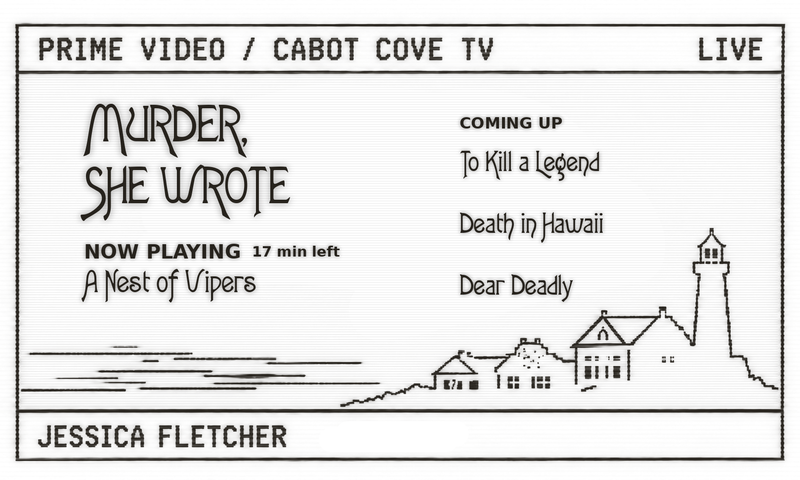 PRIME VIDEO / CABOT COVE TV
LIVE
MURDER,
SHE WROTE
NOW PLAYING 17 min left
A Nest of Vipers
COMING UP
To Kill a Legend
Death in Hawaii
Dear Deadly
JESSICA FLETCHER